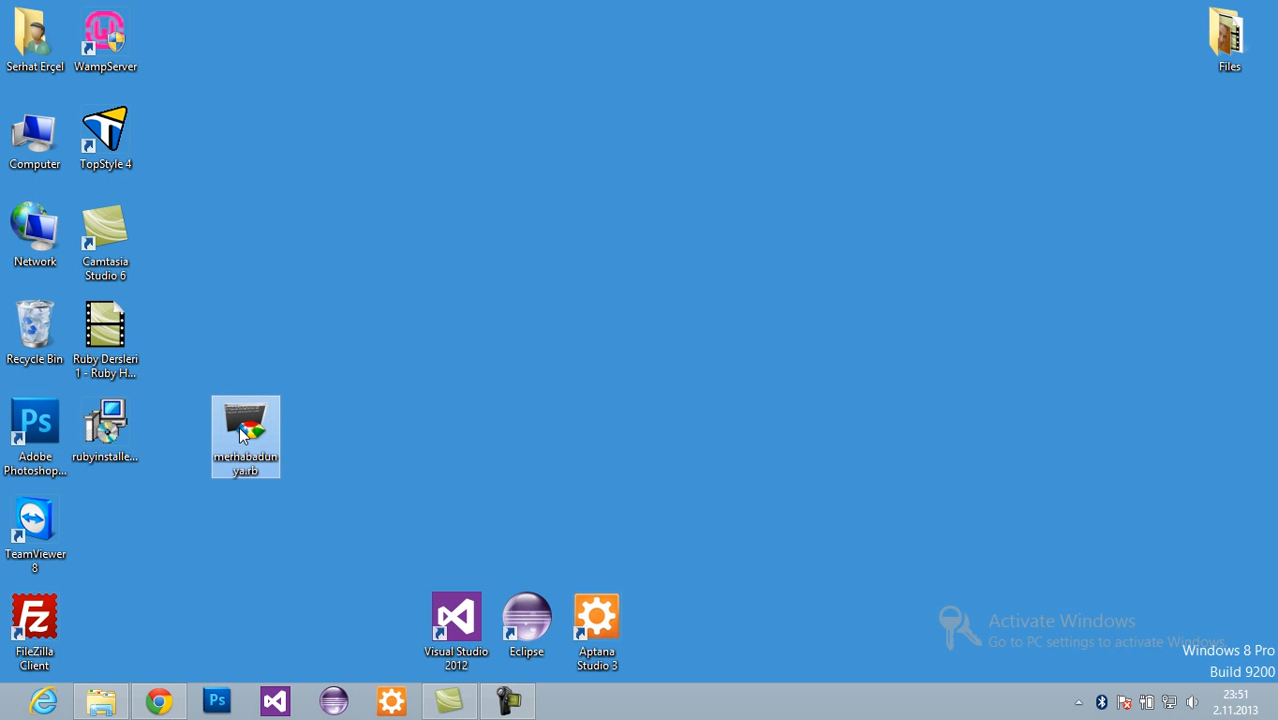 Serhat Erçel
WampServer
Files
Computer
TopStyle 4
Network
Camtasia
Studio 6
Recycle Bin
Ruby Dersleri
1 - Ruby H...
Adobe
Photoshop...
rubyinstalle...
merhabadun
ya.rb
TeamViewer
8
FileZilla
Client
Visual Studio
2012
Eclipse
Aptana
Studio 3
Activate Windows
Go to PC settings to activate Windows.
Windows 8 Pro
Build 9200
Ps
Ps
23:51
2.11.2013